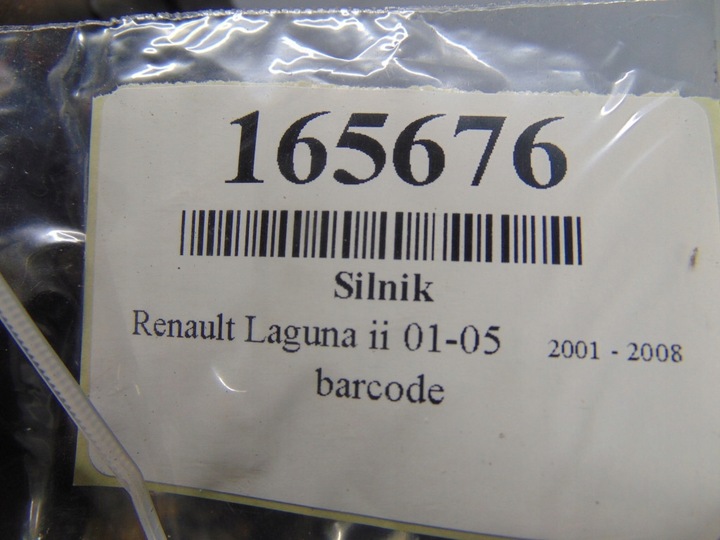 165676
Silnik
Renault Laguna ii 01-05 2001 - 2008
barcode